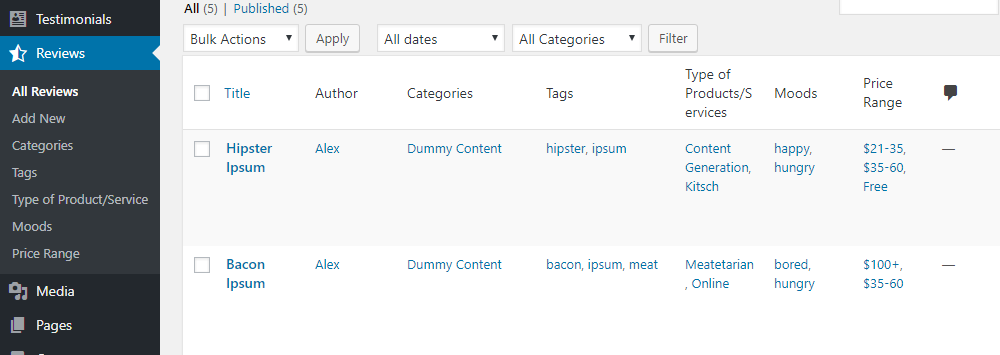 Testimonials
Reviews
All Reviews
Add New
Categories
Tags
Type of Product/Service
Moods
Price Range
Media
Pages
All (5) | Published (5)
Bulk Actions Apply All dates All Categories Filter
Title Author Categories Tags Type of Products/S ervices Moods Price Range
Hipster Ipsum Alex Dummy Content hipster, ipsum Content Generation, Kitsch happy, hungry $21-35, $35-60, Free —
Bacon Ipsum Alex Dummy Content bacon, ipsum, meat Meatetarian , Online bored, hungry $100+, $35-60 —